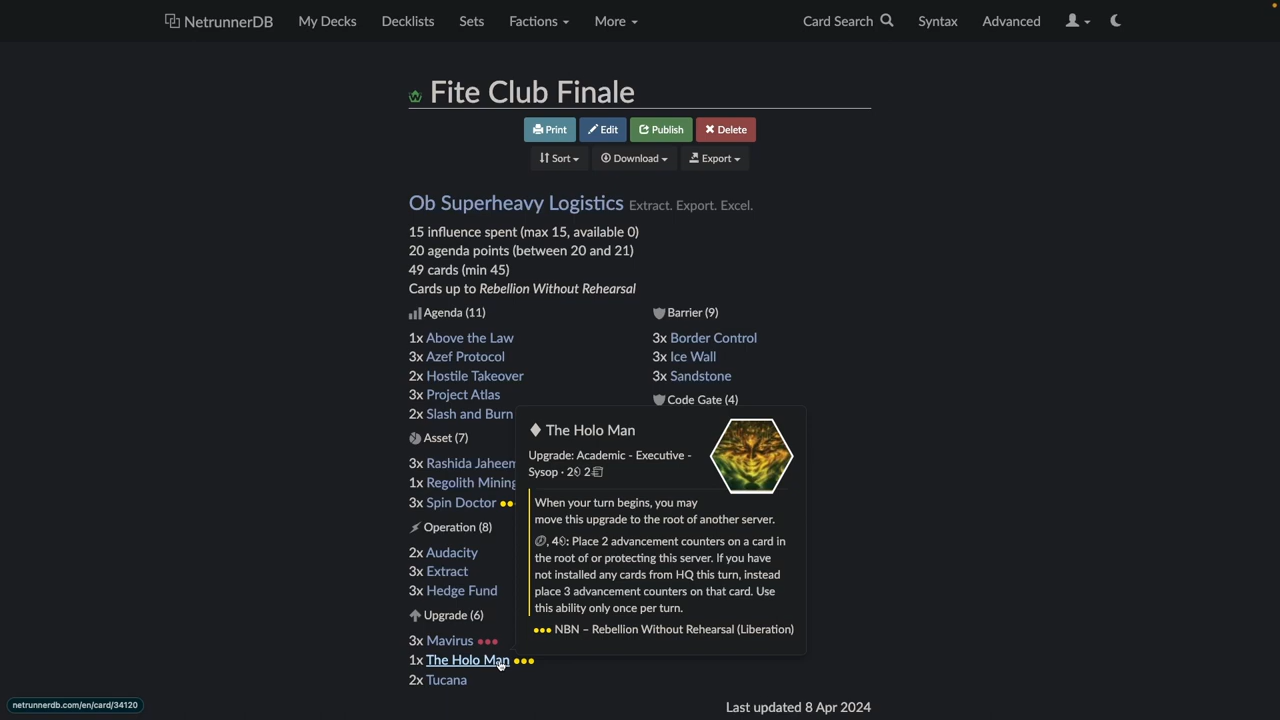 NetrunnerDB My Decks Decklists Sets Factions More Card Search Syntax Advanced
Fite Club Finale
Print Edit Publish Delete
Sort Download Export
Ob Superheavy Logistics Extract. Export. Excel.
15 influence spent (max 15, available 0)
20 agenda points (between 20 and 21)
49 cards (min 45)
Cards up to Rebellion Without Rehearsal
Agenda (11)
1x Above the Law
3x Azef Protocol
2x Hostile Takeover
3x Project Atlas
2x Slash and Burn
Asset (7)
3x Rashida Jaheem
1x Regolith Mining
3x Spin Doctor
Operation (8)
2x Audacity
3x Extract
3x Hedge Fund
Upgrade (6)
3x Mavirus
1x The Holo Man
2x Tucana
Barrier (9)
3x Border Control
3x Ice Wall
3x Sandstone
Code Gate (4)
The Holo Man
Upgrade: Academic - Executive -
Sysop · 2 2
When your turn begins, you may
move this upgrade to the root of another server.
, 4: Place 2 advancement counters on a card in
the root of or protecting this server. If you have
not installed any cards from HQ this turn, instead
place 3 advancement counters on that card. Use
this ability only once per turn.
NBN – Rebellion Without Rehearsal (Liberation)
Last updated 8 Apr 2024
netrunnerdb.com/en/card/34120